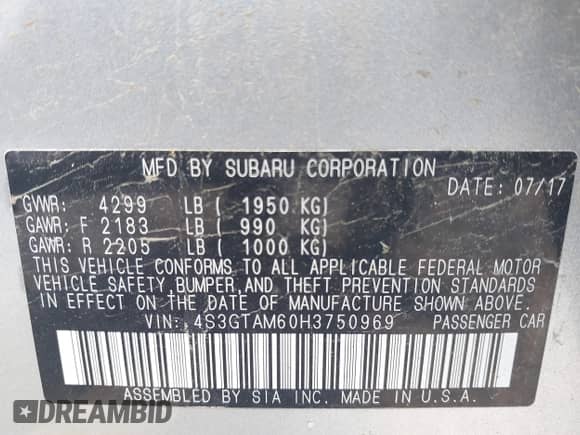 MFD BY SUBARU CORPORATION
DATE: 07/17
GVWR: 4299 LB ( 1950 KG)
GAWR: F 2183 LB ( 990 KG)
GAWR: R 2205 LB ( 1000 KG)
THIS VEHICLE CONFORMS TO ALL APPLICABLE FEDERAL MOTOR
VEHICLE SAFETY, BUMPER, AND THEFT PREVENTION STANDARDS
IN EFFECT ON THE DATE OF MANUFACTURE SHOWN ABOVE.
VIN: 4S3GTAM60H3750969 PASSENGER CAR
ASSEMBLED BY SIA INC. MADE IN U.S.A.
DREAMBID